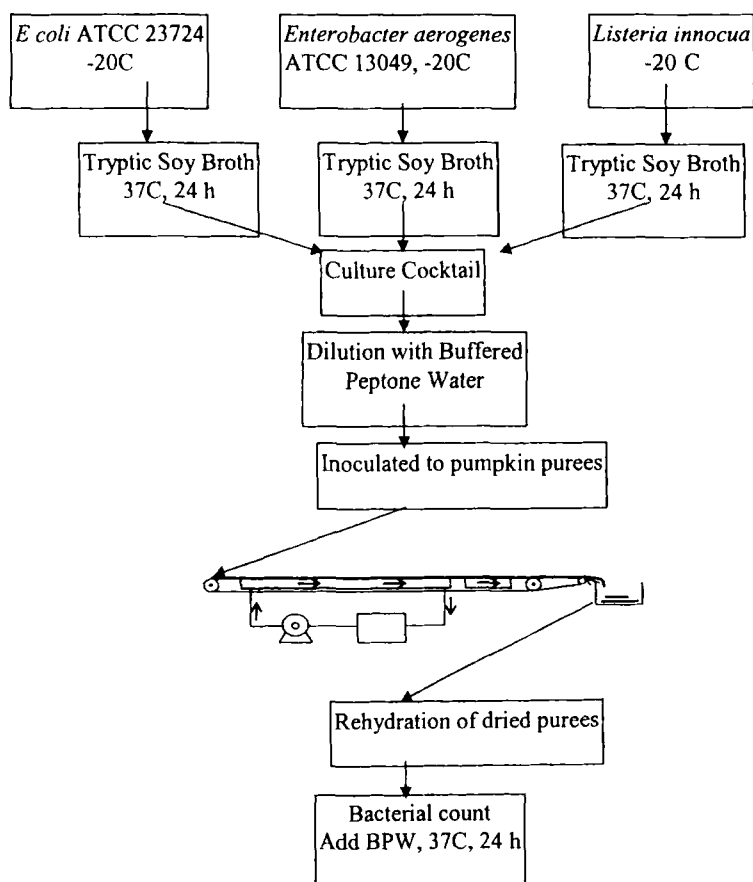 E coli ATCC 23724
-20C
Enterobacter aerogenes
ATCC 13049, -20C
Listeria innocua
-20 C
Tryptic Soy Broth
37C, 24 h
Tryptic Soy Broth
37C, 24 h
Tryptic Soy Broth
37C, 24 h
Culture Cocktail
Dilution with Buffered
Peptone Water
Inoculated to pumpkin purees
Rehydration of dried purees
Bacterial count
Add BPW, 37C, 24 h